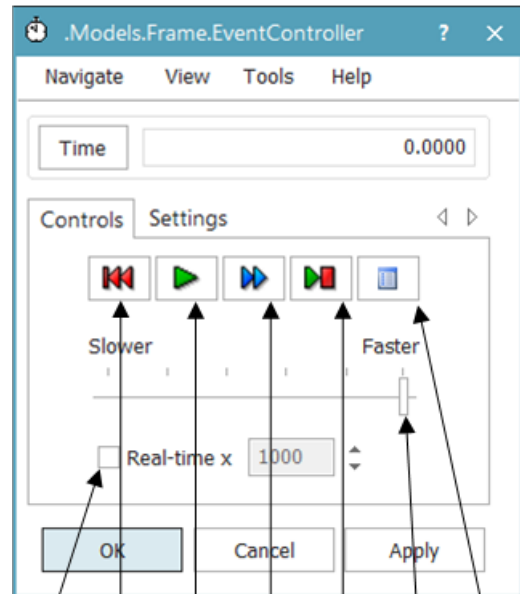 .Models.Frame.EventController ?
Navigate View Tools Help
Time 0.0000
Controls Settings
Slower Faster
Real-time x 1000
OK Cancel Apply